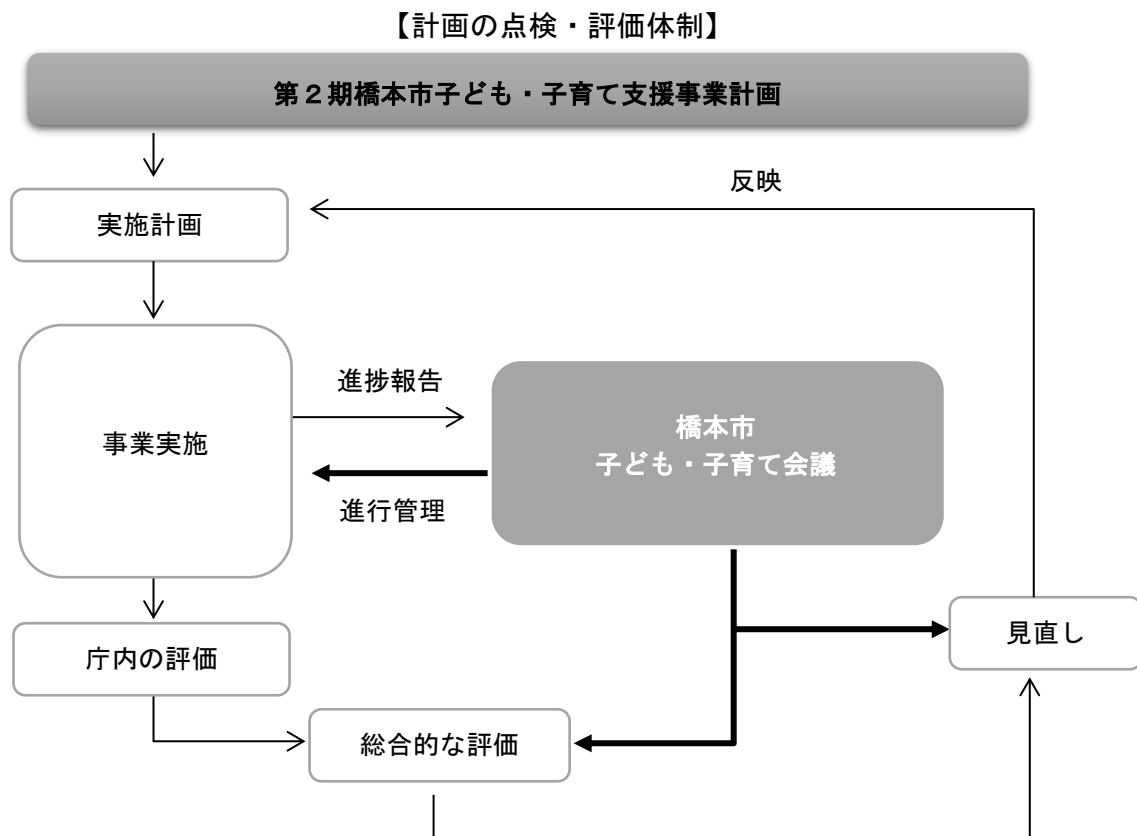 【計画の点検・評価体制】
第２期橋本市子ども・子育て支援事業計画
反映
実施計画
進捗報告
事業実施
橋本市
子ども・子育て会議
進行管理
庁内の評価
見直し
総合的な評価